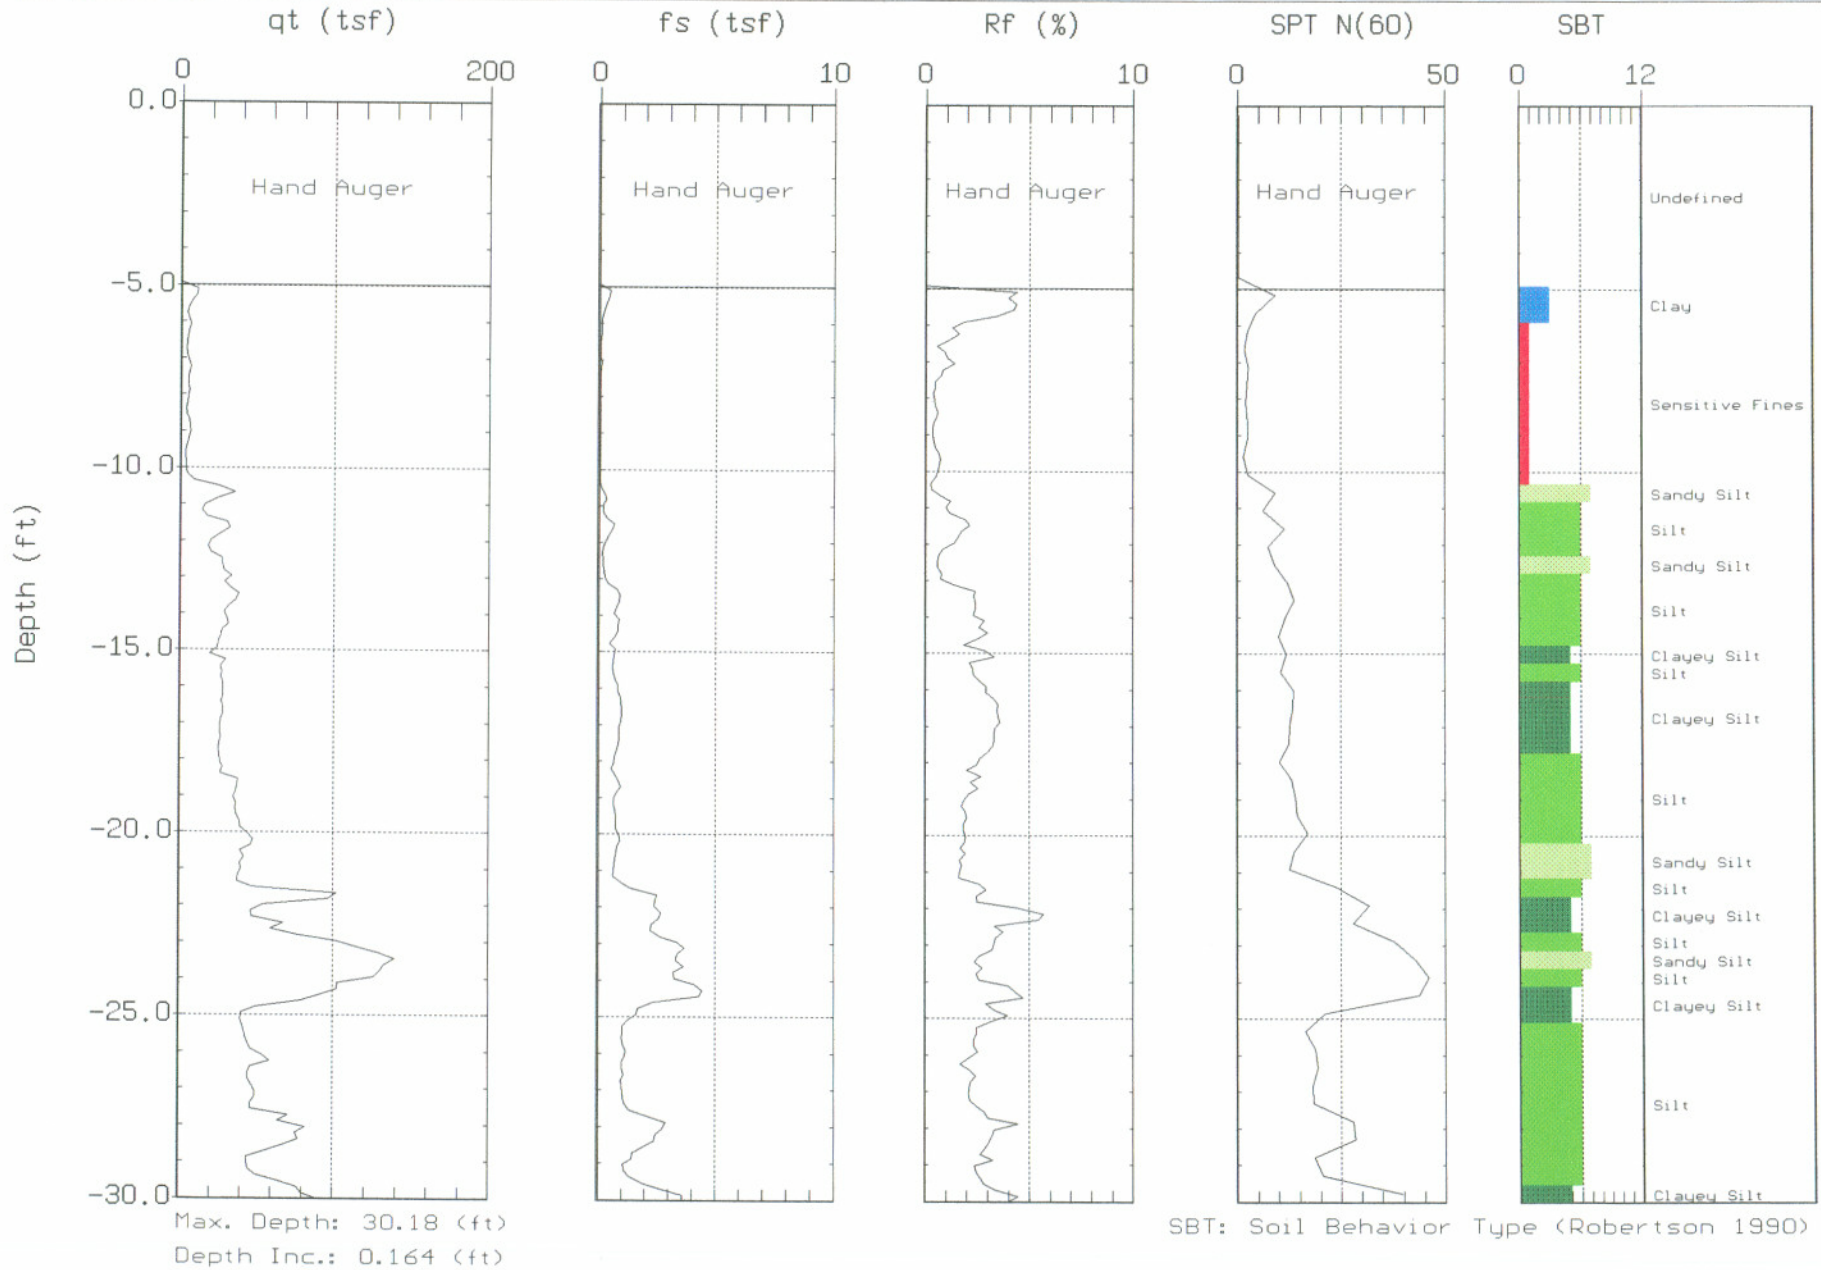 qt (tsf) fs (tsf) Rf (%) SPT N(60) SBT
0 200 0 10 0 10 0 50 0 12
0.0
Hand Auger Hand Auger Hand Auger Hand Auger
Undefined
-5.0
Clay
Sensitive Fines
-10.0
Sandy Silt
Silt
Sandy Silt
Depth (ft)
Silt
-15.0
Clayey Silt
Silt
Clayey Silt
Silt
-20.0
Sandy Silt
Silt
Clayey Silt
Silt
Sandy Silt
Silt
Clayey Silt
-25.0
Silt
-30.0
Clayey Silt
Max. Depth: 30.18 (ft)
SBT: Soil Behavior Type (Robertson 1990)
Depth Inc.: 0.164 (ft)